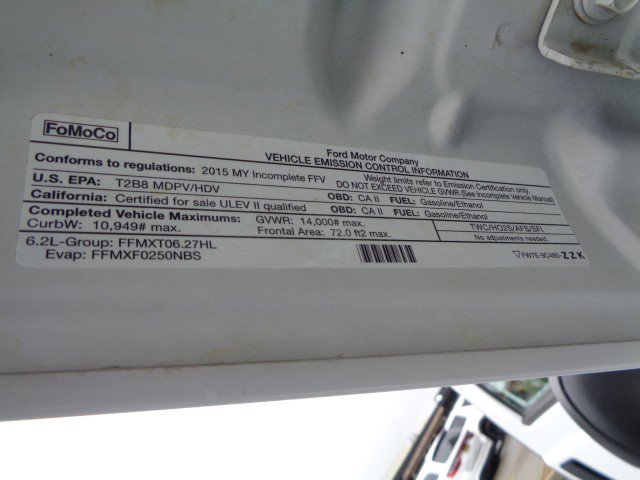 FoMoCo
Ford Motor Company
VEHICLE EMISSION CONTROL INFORMATION
Conforms to regulations: 2015 MY Incomplete FFV
Weight limits refer to Emission Certification only.
DO NOT EXCEED VEHICLE GVWR (See Incomplete Vehicle Manual)
U.S. EPA: T2B8 MDPV/HDV OBD: CA II FUEL: Gasoline/Ethanol
California: Certified for sale ULEV II qualified OBD: CA II FUEL: Gasoline/Ethanol
Completed Vehicle Maximums: GVWR: 14,000# max.
CurbW: 10,949# max. Frontal Area: 72.0 ft2 max.
TWC/HO2S/AFS/SFI
No adjustments needed.
6.2L-Group: FFMXT06.27HL
Evap: FFMXF0250NBS
FW7E-9C485-ZZK